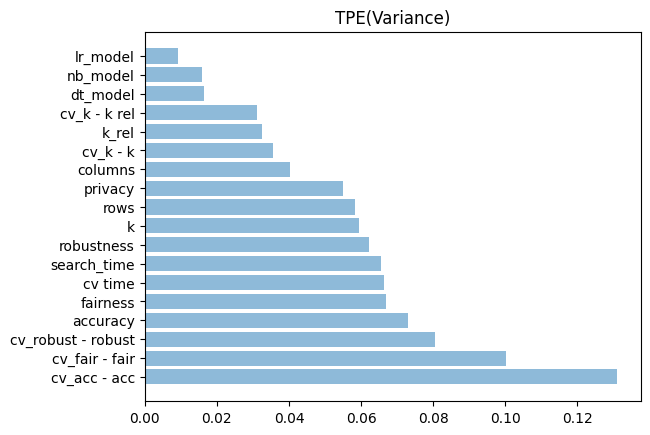 TPE(Variance)
lr_model
nb_model
dt_model
cv_k - k rel
k_rel
cv_k - k
columns
privacy
rows
k
robustness
search_time
cv time
fairness
accuracy
cv_robust - robust
cv_fair - fair
cv_acc - acc
0.00 0.02 0.04 0.06 0.08 0.10 0.12